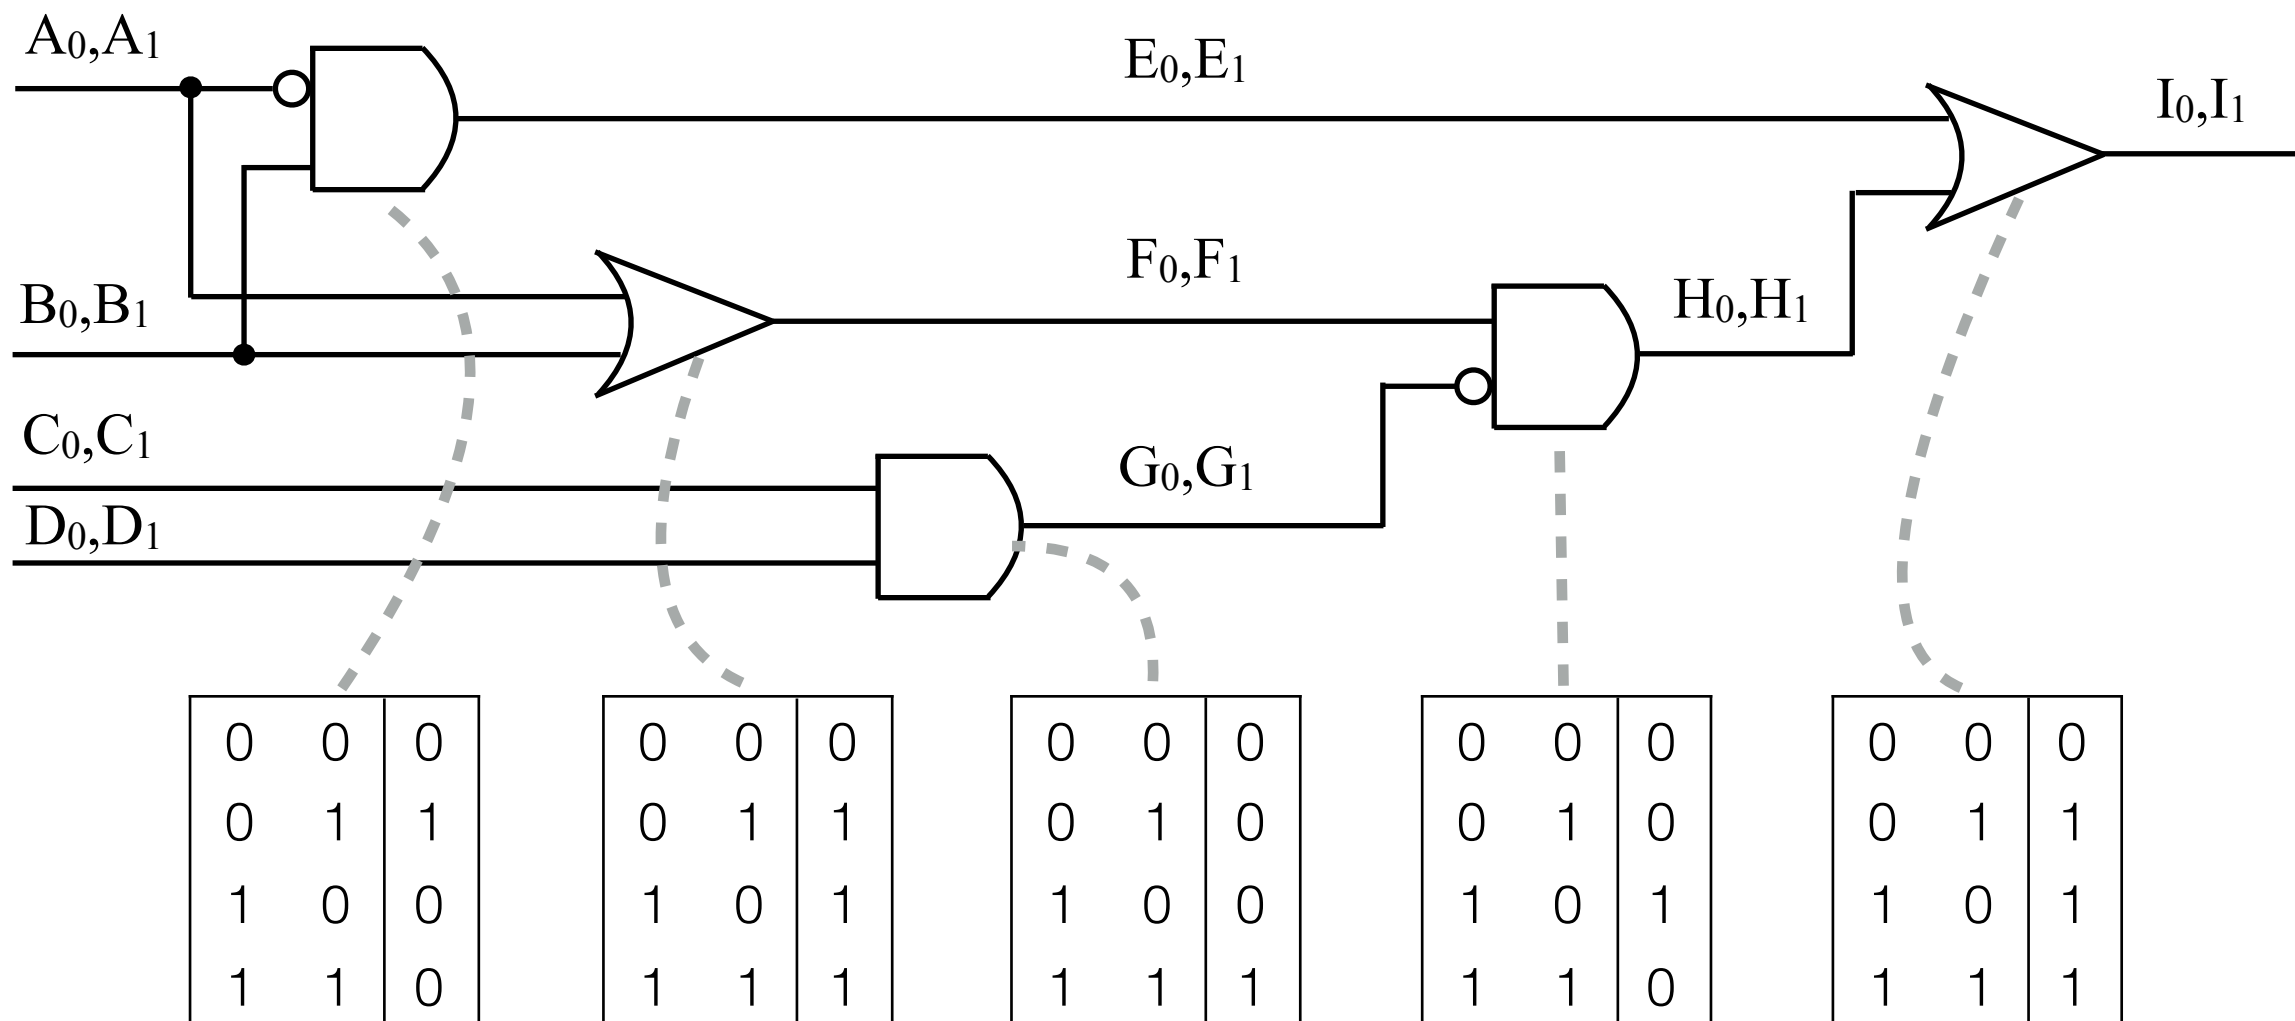 A₀,A₁
E₀,E₁
I₀,I₁
B₀,B₁
F₀,F₁
H₀,H₁
C₀,C₁
G₀,G₁
D₀,D₁
0 0 0
0 1 1
1 0 0
1 1 0
0 0 0
0 1 1
1 0 1
1 1 1
0 0 0
0 1 0
1 0 0
1 1 1
0 0 0
0 1 0
1 0 1
1 1 0
0 0 0
0 1 1
1 0 1
1 1 1